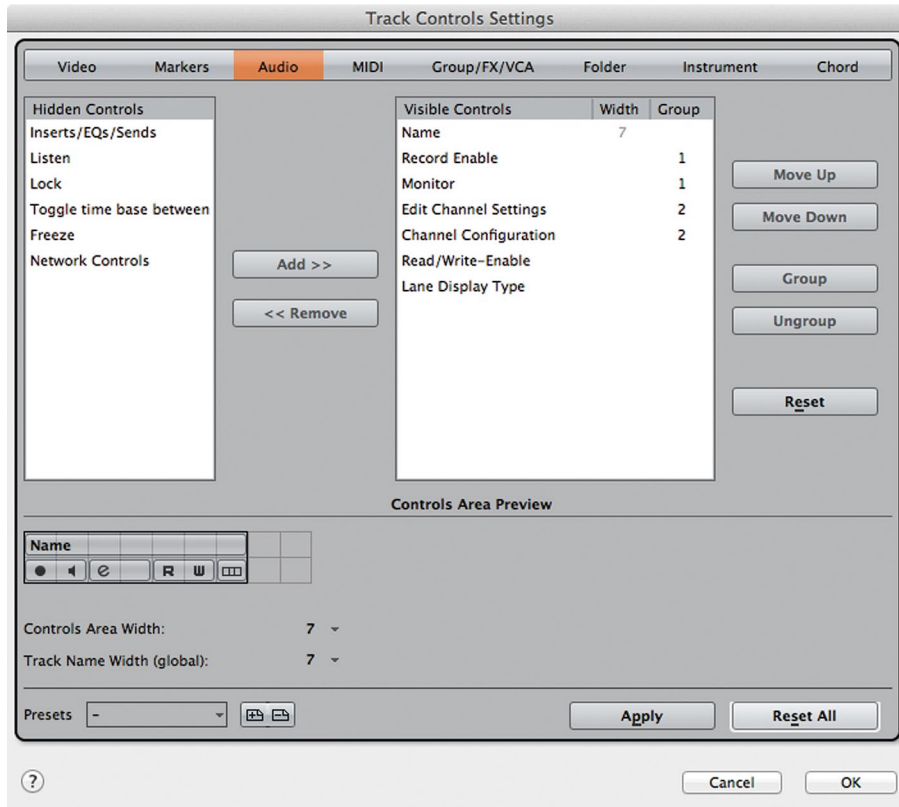 Track Controls Settings
Video Markers Audio MIDI Group/FX/VCA Folder Instrument Chord
Hidden Controls
Inserts/EQs/Sends
Listen
Lock
Toggle time base between
Freeze
Network Controls
Add >>
<< Remove
Visible Controls Width Group
Name 7
Record Enable 1
Monitor 1
Edit Channel Settings 2
Channel Configuration 2
Read/Write-Enable
Lane Display Type
Move Up
Move Down
Group
Ungroup
Reset
Controls Area Preview
Name
e R W
Controls Area Width: 7
Track Name Width (global): 7
Presets -
Apply
Reset All
?
Cancel
OK